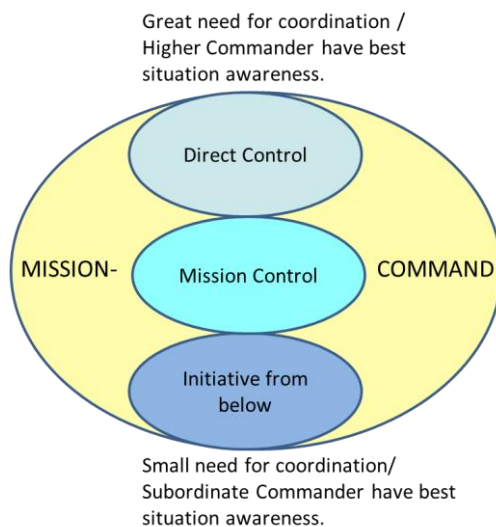 Great need for coordination /
Higher Commander have best
situation awareness.
Direct Control
MISSION-
Mission Control
COMMAND
Initiative from
below
Small need for coordination/
Subordinate Commander have best
situation awareness.